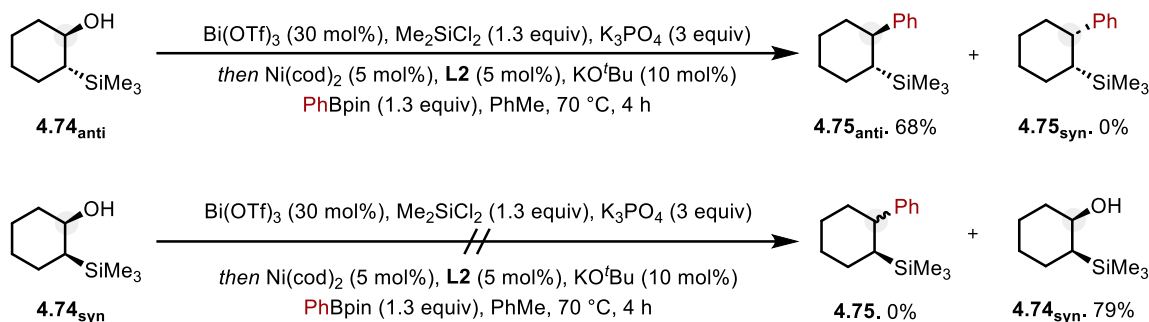 OH
SiMe3
4.74anti
Bi(OTf)3 (30 mol%), Me2SiCl2 (1.3 equiv), K3PO4 (3 equiv)
then Ni(cod)2 (5 mol%), L2 (5 mol%), KOtBu (10 mol%)
PhBpin (1.3 equiv), PhMe, 70 °C, 4 h
Ph
SiMe3
4.75anti. 68%
+
Ph
SiMe3
4.75syn. 0%
OH
SiMe3
4.74syn
Bi(OTf)3 (30 mol%), Me2SiCl2 (1.3 equiv), K3PO4 (3 equiv)
then Ni(cod)2 (5 mol%), L2 (5 mol%), KOtBu (10 mol%)
PhBpin (1.3 equiv), PhMe, 70 °C, 4 h
Ph
SiMe3
4.75. 0%
+
OH
SiMe3
4.74syn. 79%